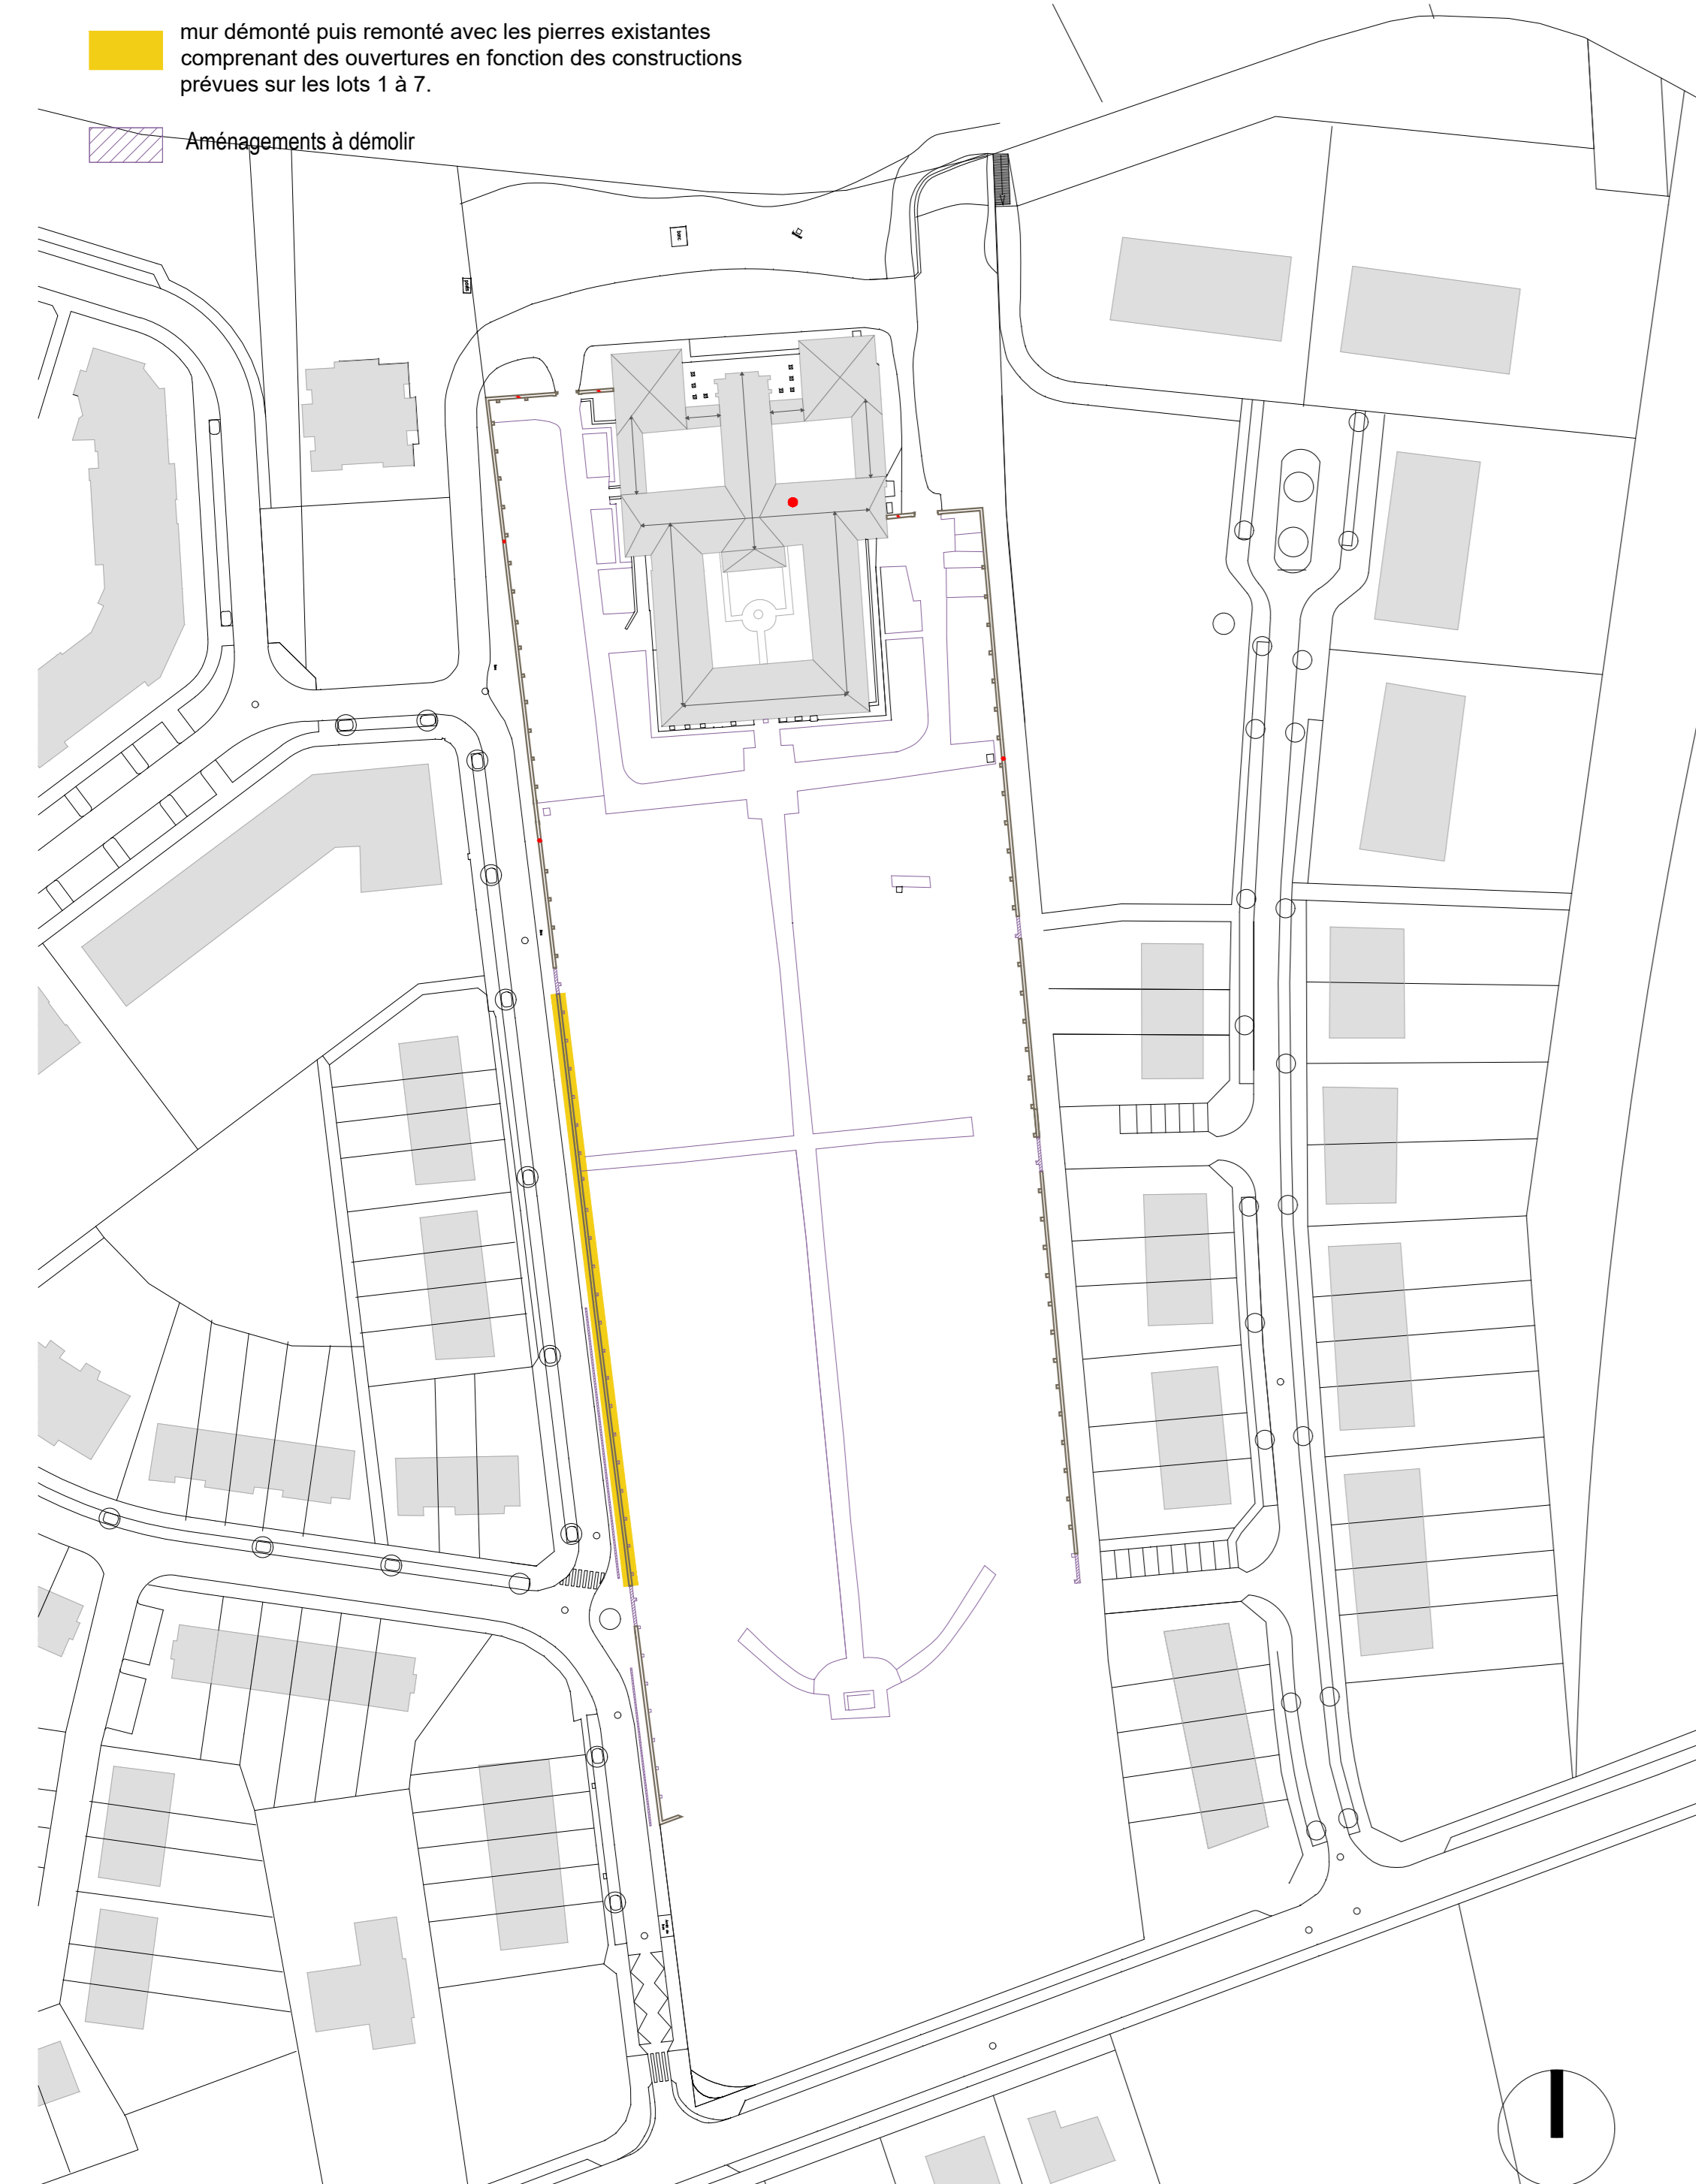 mur démonté puis remonté avec les pierres existantes
comprenant des ouvertures en fonction des constructions
prévues sur les lots 1 à 7.
Aménagements à démolir